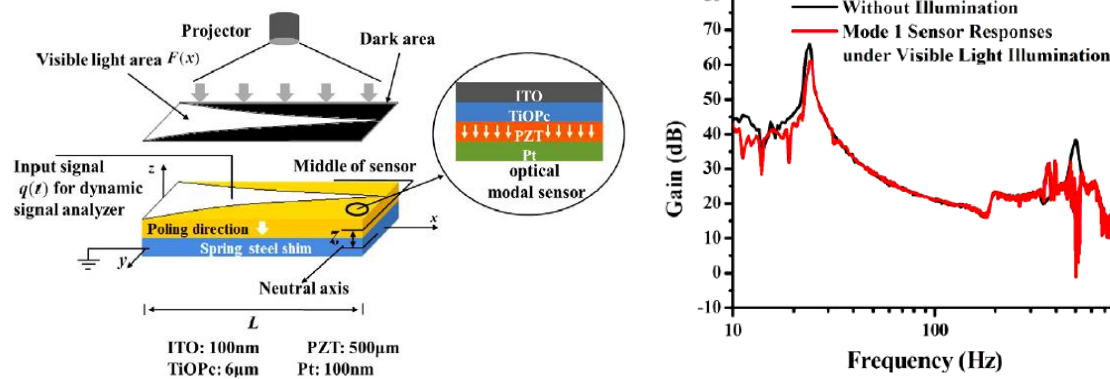 Projector
Dark area
Visible light area F(x)
ITO
TiOPc
PZT
Pt
optical
modal sensor
Input signal
q(t) for dynamic
signal analyzer
z
Middle of sensor
Poling direction
x
Spring steel shim
y
Neutral axis
L
ITO: 100nm PZT: 500μm
TiOPc: 6μm Pt: 100nm
Without Illumination
Mode 1 Sensor Responses
under Visible Light Illumination
Gain (dB)
70
60
50
40
30
20
10
0
-10
10
100
Frequency (Hz)